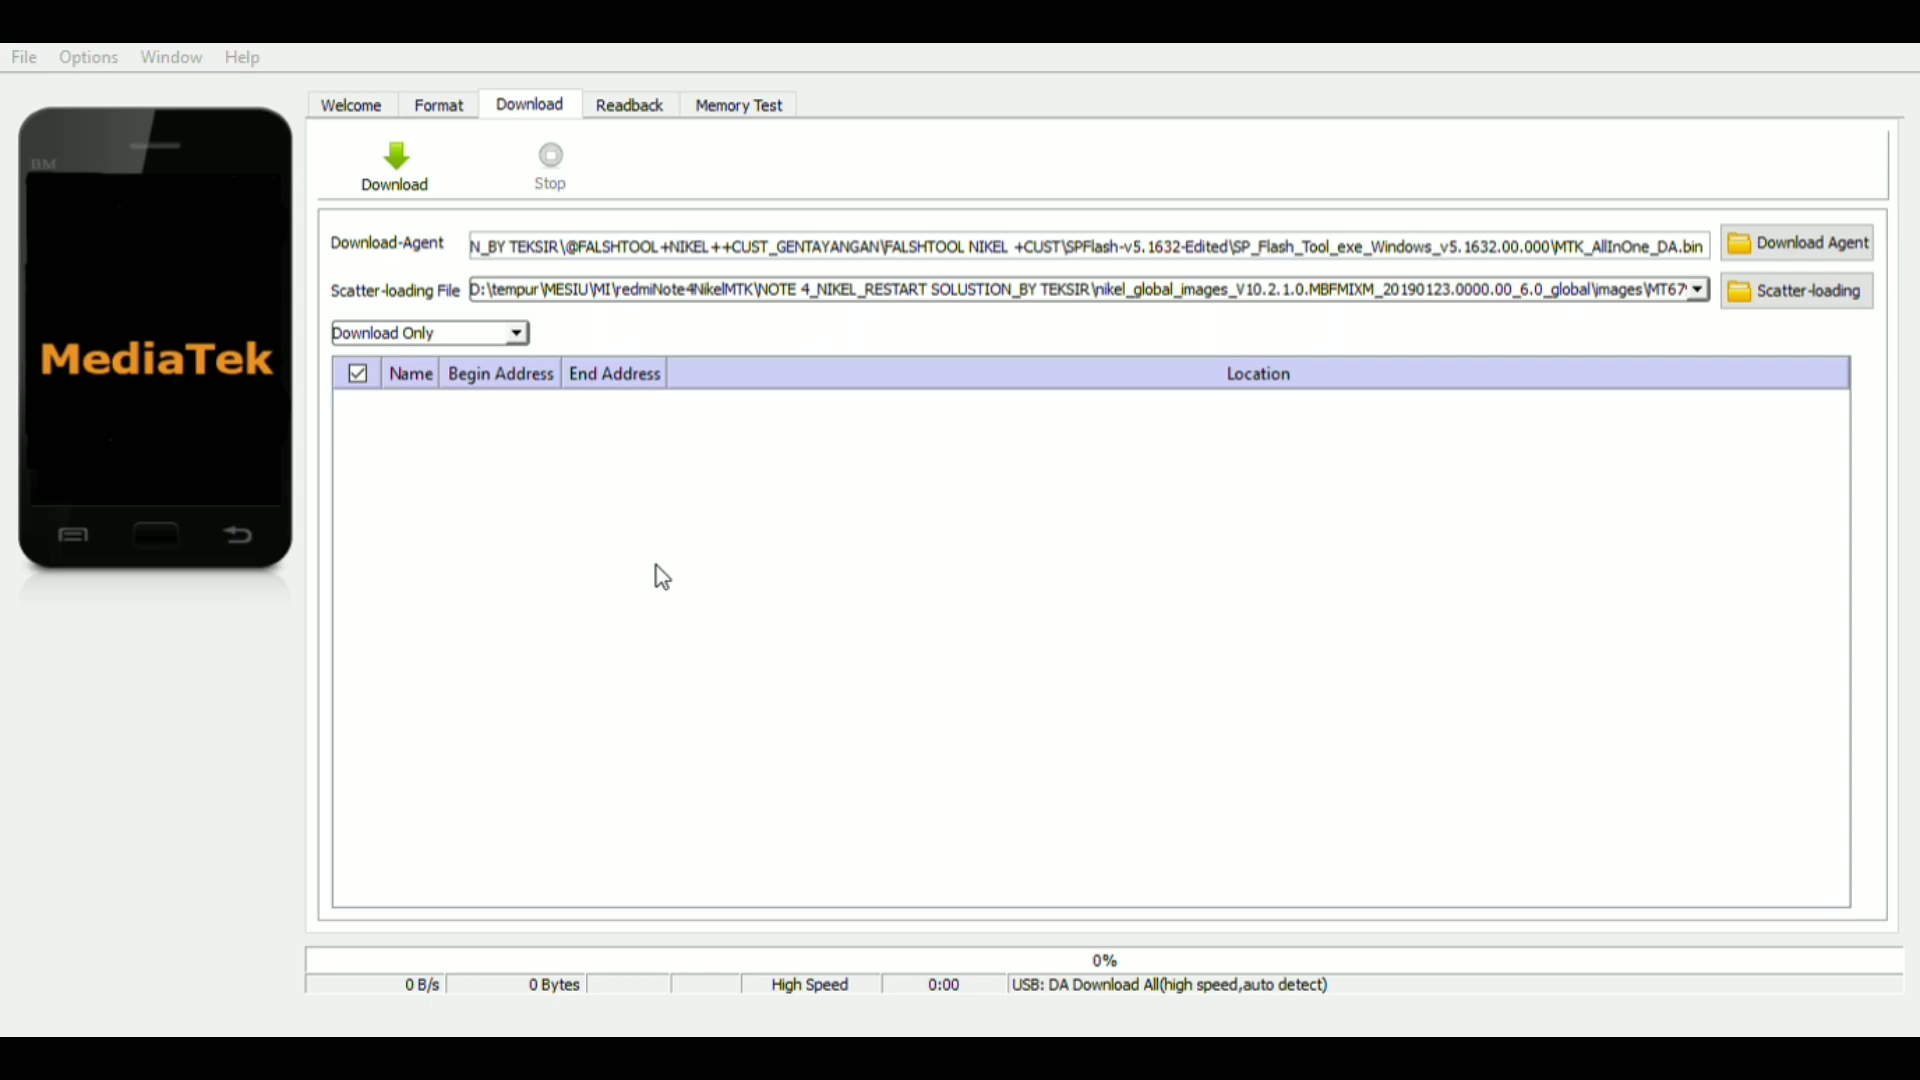 File Options Window Help
Welcome Format Download Readback Memory Test
BM
Download Stop
Download-Agent N_BY TEKSIR\@FALSHTOOL+NIKEL++CUST_GENTAYANGAN\FALSHTOOL NIKEL +CUST\SPFlash-v5.1632-Edited\SP_Flash_Tool_exe_Windows_v5.1632.00.000\MTK_AllInOne_DA.bin Download Agent
Scatter-loading File D:\tempur\MESIU\MI\redmiNote4NikelMTK\NOTE 4_NIKEL_RESTART SOLUSTION_BY TEKSIR\nikel_global_images_V10.2.1.0.MBFMIXM_20190123.0000.00_6.0_global\images\MT67 Scatter-loading
Download Only
MediaTek
Name Begin Address End Address Location
0%
0 B/s 0 Bytes High Speed 0:00 USB: DA Download All(high speed,auto detect)